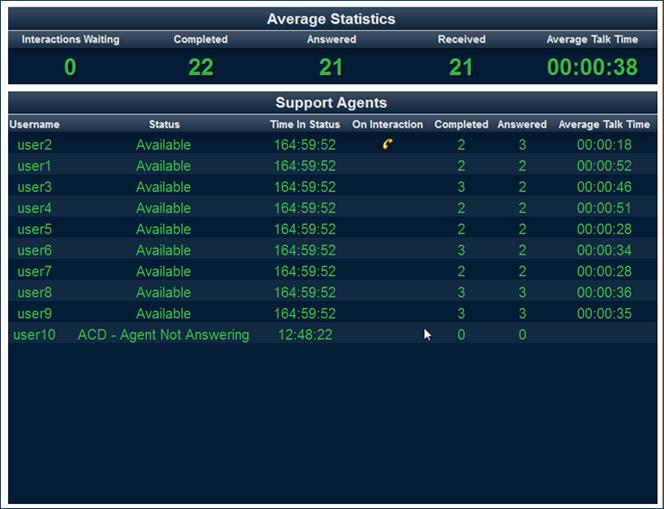 Average Statistics
Interactions Waiting Completed Answered Received Average Talk Time
0 22 21 21 00:00:38
Support Agents
Username Status Time In Status On Interaction Completed Answered Average Talk Time
user2 Available 164:59:52 2 3 00:00:18
user1 Available 164:59:52 2 2 00:00:52
user3 Available 164:59:52 3 2 00:00:46
user4 Available 164:59:52 2 2 00:00:51
user5 Available 164:59:52 2 2 00:00:28
user6 Available 164:59:52 3 2 00:00:34
user7 Available 164:59:52 2 2 00:00:28
user8 Available 164:59:52 3 3 00:00:36
user9 Available 164:59:52 3 3 00:00:35
user10 ACD - Agent Not Answering 12:48:22 0 0